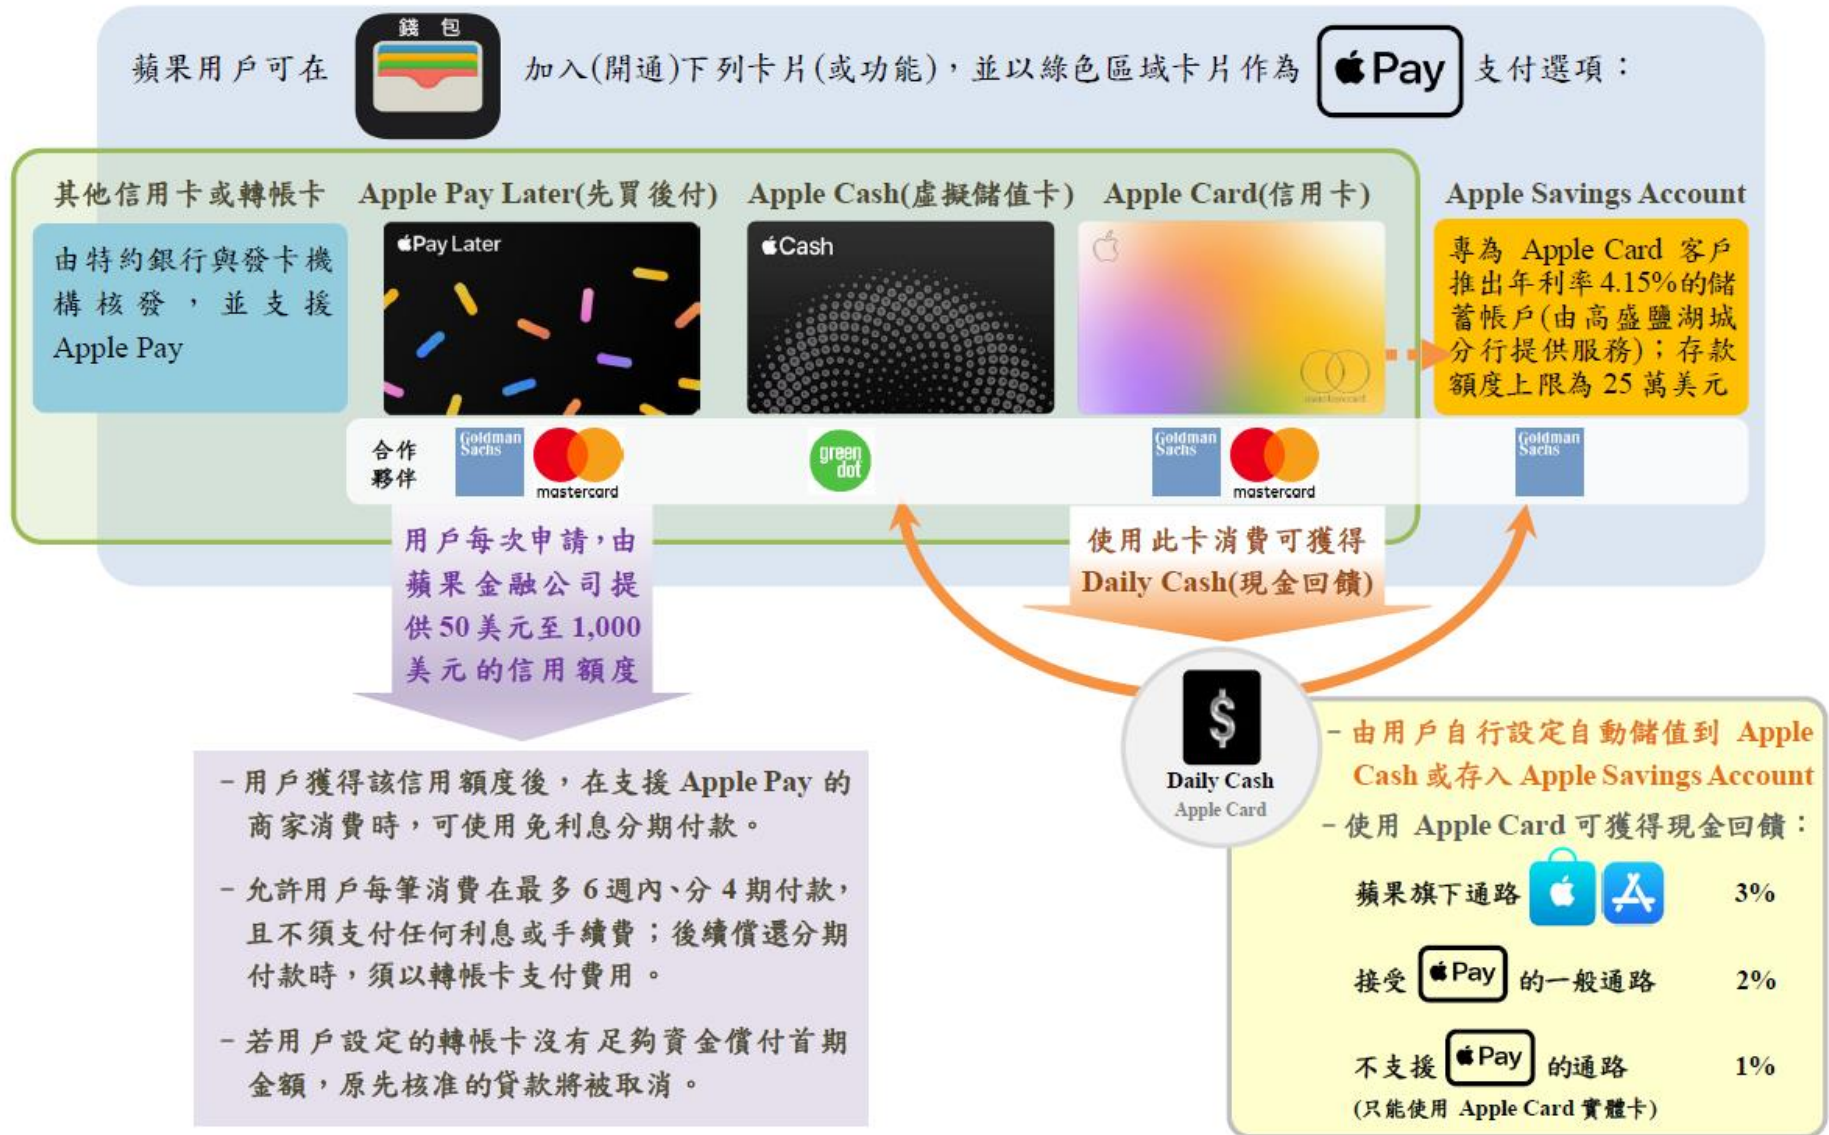 蘋果用戶可在
錢包
加入(開通)下列卡片(或功能)，並以綠色區域卡片作為
Pay
支付選項：
其他信用卡或轉帳卡
由特約銀行與發卡機
構核發，並支援
Apple Pay
Apple Pay Later(先買後付)
Pay Later
Apple Cash(虛擬儲值卡)
Cash
Apple Card(信用卡)
mastercard
Apple Savings Account
專為 Apple Card 客戶
推出年利率4.15%的儲
蓄帳戶(由高盛鹽湖城
分行提供服務)；存款
額度上限為 25 萬美元
合作
夥伴
Goldman
Sachs
mastercard
green
dot
Goldman
Sachs
mastercard
Goldman
Sachs
用戶每次申請，由
蘋果金融公司提
供50美元至1,000
美元的信用額度
使用此卡消費可獲得
Daily Cash(現金回饋)
－用戶獲得該信用額度後，在支援 Apple Pay 的
商家消費時，可使用免利息分期付款。
－允許用戶每筆消費在最多6週內、分4期付款，
且不須支付任何利息或手續費；後續償還分期
付款時，須以轉帳卡支付費用。
－若用戶設定的轉帳卡沒有足夠資金償付首期
金額，原先核准的貸款將被取消。
$
Daily Cash
Apple Card
－由用戶自行設定自動儲值到 Apple
Cash 或存入 Apple Savings Account
－使用 Apple Card 可獲得現金回饋：
蘋果旗下通路 3%
接受 Pay 的一般通路 2%
不支援 Pay 的通路 1%
(只能使用 Apple Card 實體卡)